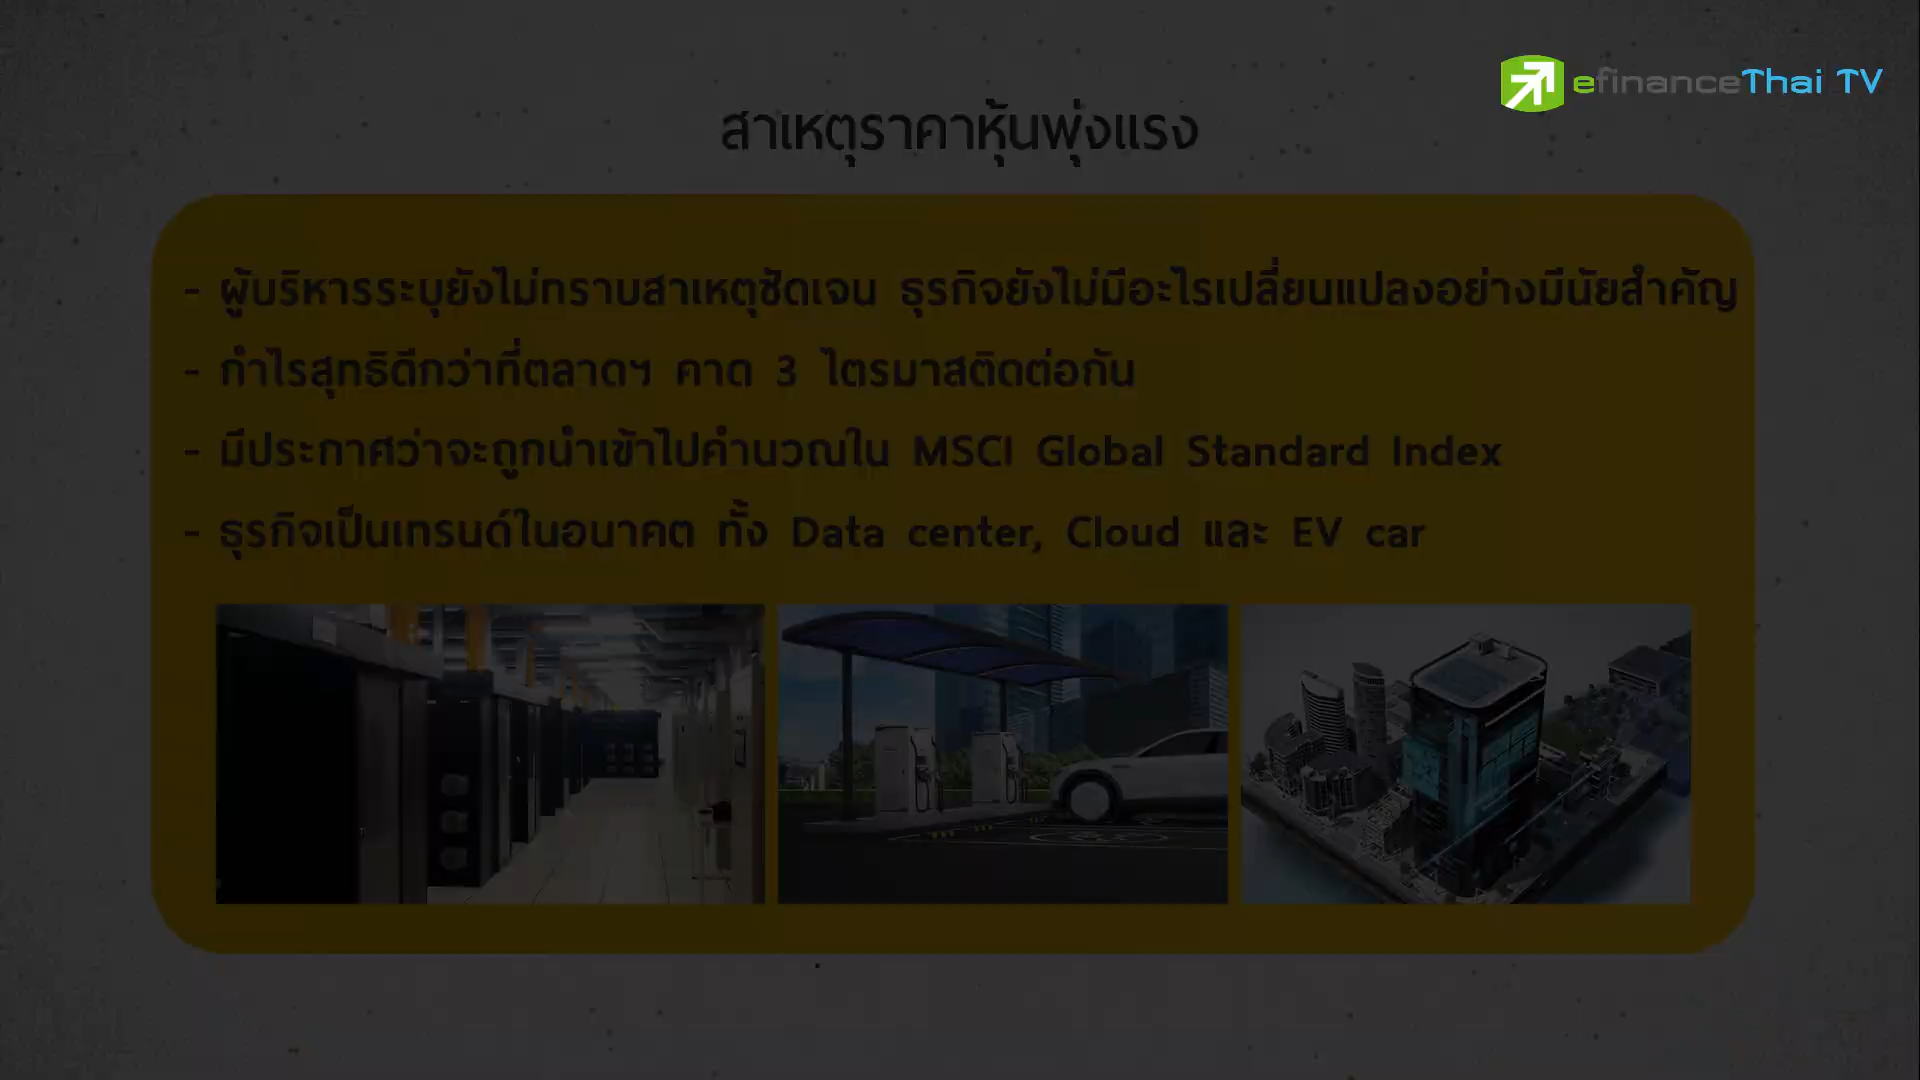 efinanceThai TV
สาเหตุราคาหุ้นพุ่งแรง
- ผู้บริหารระบุยังไม่ทราบสาเหตุชัดเจน ธุรกิจยังไม่มีอะไรเปลี่ยนแปลงอย่างมีนัยสำคัญ
- กำไรสุทธิดีกว่าที่ตลาดฯ คาด 3 ไตรมาสติดต่อกัน
- มีประกาศว่าจะถูกนำเข้าไปคำนวณใน MSCI Global Standard Index
- ธุรกิจเป็นเทรนด์ในอนาคต ทั้ง Data center, Cloud และ EV car